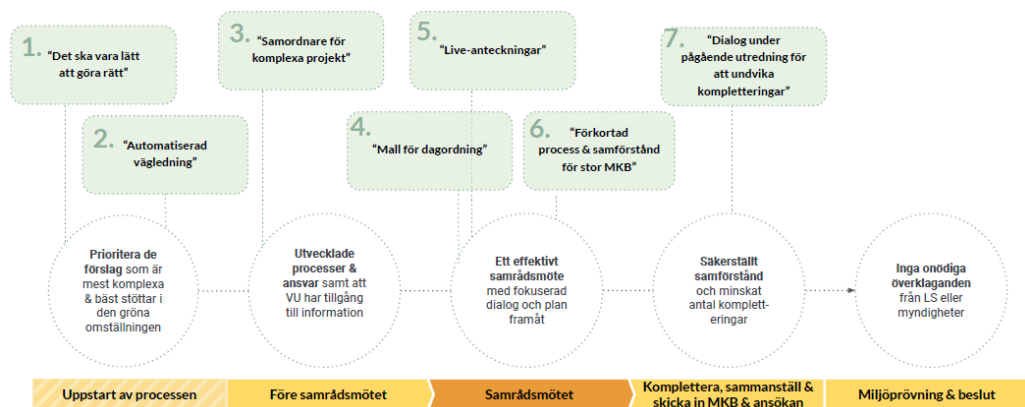 1.
“Det ska vara lätt
att göra rätt”
2.
“Automatiserad
vägledning”
3.
“Samordnare för
komplexa projekt”
4.
“Mall för dagordning”
5.
“Live-anteckningar”
6.
“Förkortad
process & samförstånd
för stor MKB”
7.
“Dialog under
pågående utredning för
att undvika
kompletteringar”
Prioritera de
förslag som är
mest komplexa
& bäst stöttar i
den gröna
omställningen
Utvecklade
processer &
ansvar samt att
VU har tillgång
till information
Ett effektivt
samrådsmöte
med fokuserad
dialog och plan
framåt
Säkerställt
samförstånd
och minskat
antal komplett-
eringar
Inga onödiga
överklaganden
från LS eller
myndigheter
Uppstart av processen
Före samrådsmötet
Samrådsmötet
Komplettera, sammanställ &
skicka in MKB & ansökan
Miljöprövning & beslut